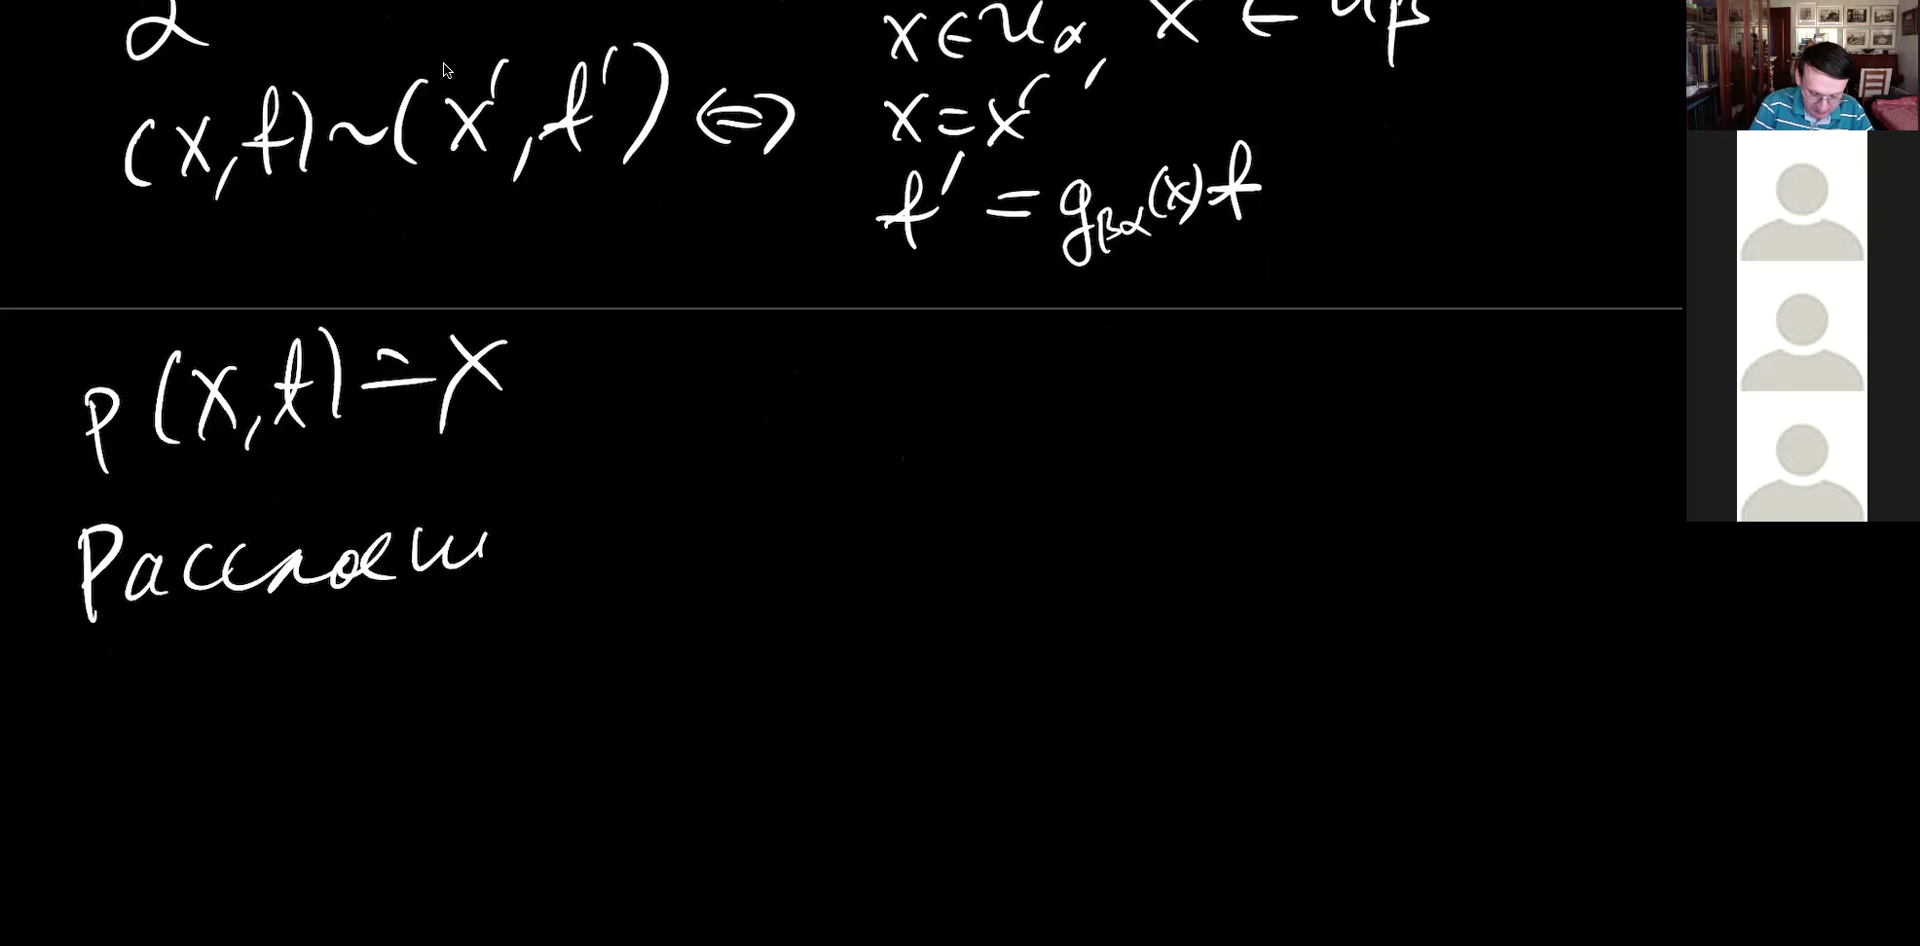 α x ∈ U_α, x ∈ U_β
(x, t) ~ (x', t') ⇔ x = x'
t' = g_βα(x) t
p(x, t) = x
Расслоен